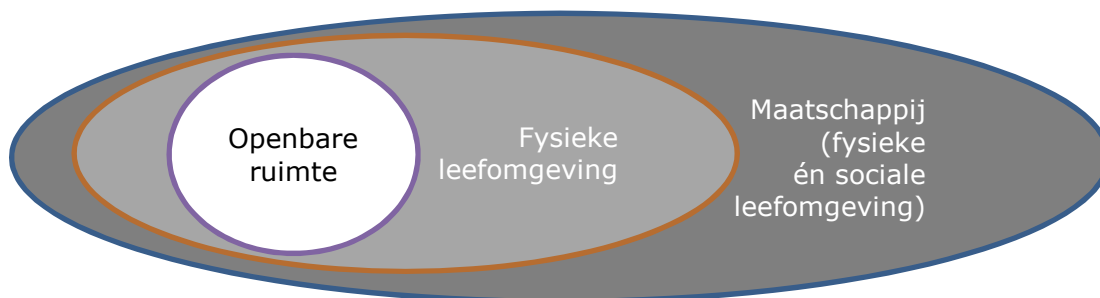 Openbare
ruimte
Fysieke
leefomgeving
Maatschappij
(fysieke
én sociale
leefomgeving)